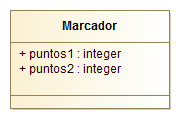 Marcador
+ puntos1 : integer
+ puntos2 : integer